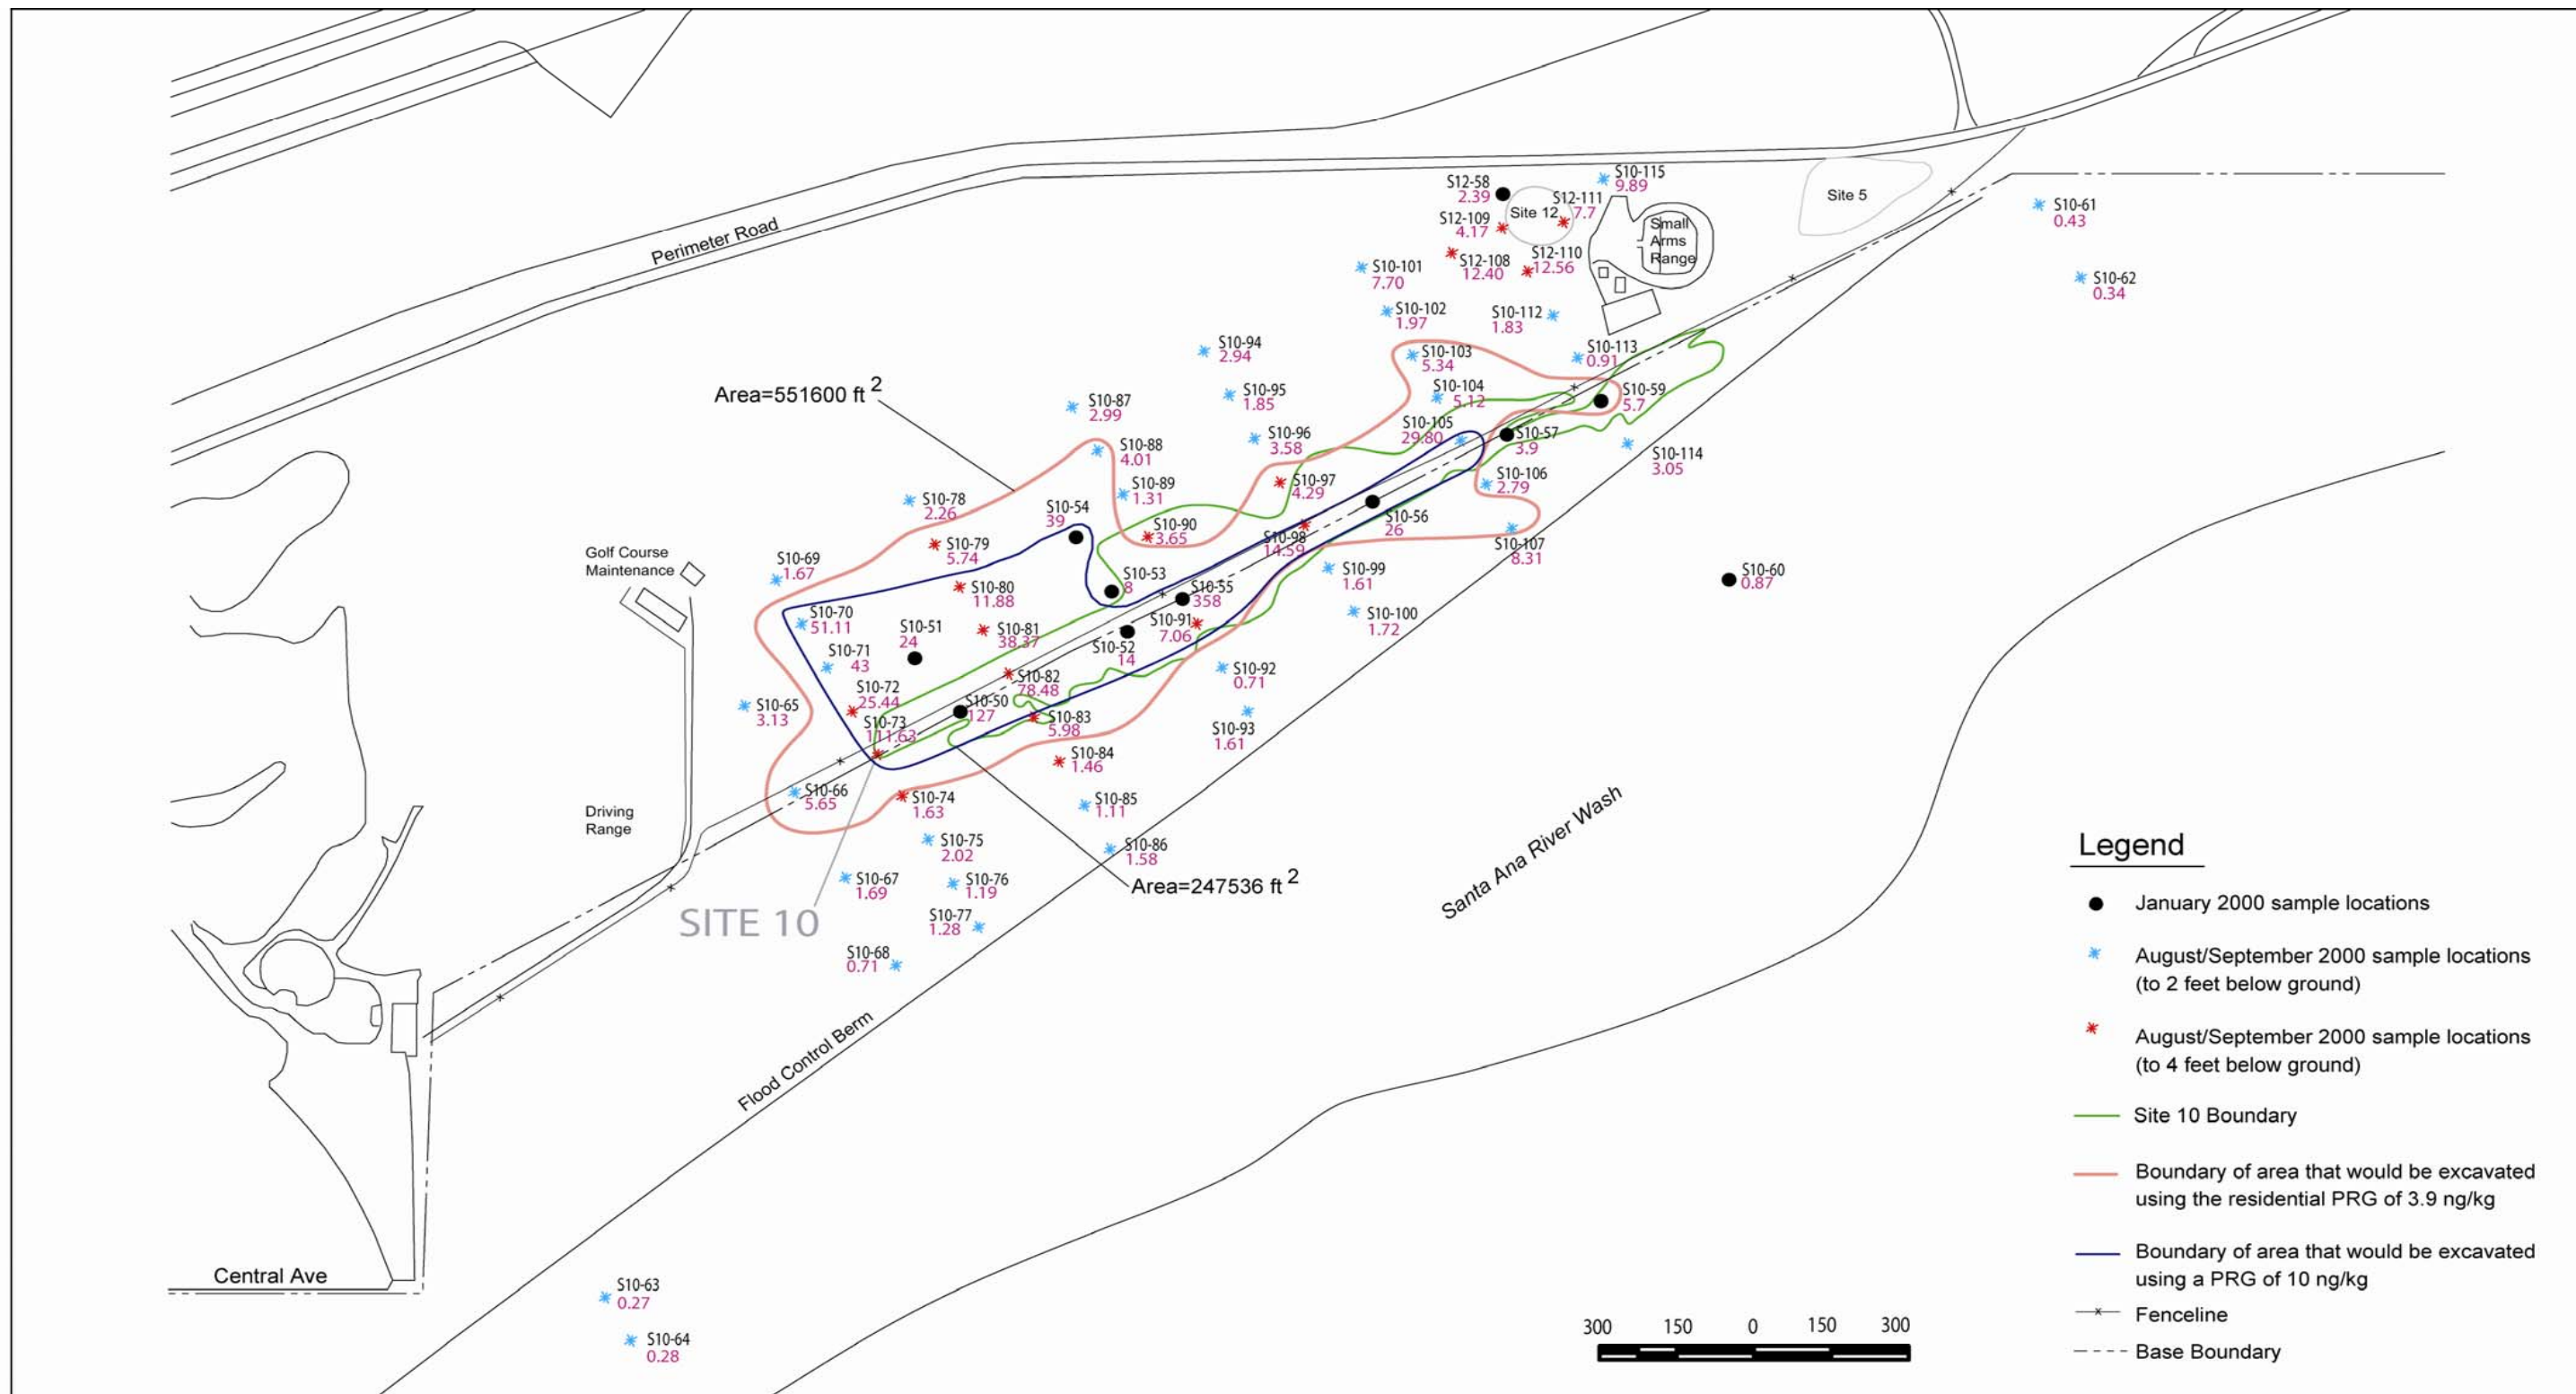 S12-58
2.39
S10-115
9.89
S12-111
7.7
Site 12
S12-109
4.17
Small
Arms
Range
Site 5
S10-61
0.43
Perimeter Road
S12-108
12.40
S12-110
12.56
S10-101
7.70
S10-62
0.34
S10-102
1.97
S10-112
1.83
S10-94
2.94
S10-103
5.34
S10-113
0.91
Area=551600 ft 2
S10-87
2.99
S10-95
1.85
S10-104
5.12
S10-59
5.7
S10-88
4.01
S10-96
3.58
S10-105
29.80
S10-57
3.9
S10-114
3.05
S10-78
2.26
S10-89
1.31
S10-97
4.29
S10-106
2.79
S10-54
39
S10-90
3.65
S10-56
26
S10-98
14.59
S10-107
8.31
Golf Course
Maintenance
S10-69
1.67
S10-79
5.74
S10-53
8
S10-99
1.61
S10-60
0.87
S10-80
11.88
S10-55
358
S10-70
51.11
S10-51
24
S10-81
38.37
S10-91
7.06
S10-100
1.72
S10-71
43
S10-52
14
S10-72
25.44
S10-82
78.48
S10-92
0.71
S10-65
3.13
S10-73
111.63
S10-50
127
S10-83
5.98
S10-93
1.61
S10-84
1.46
S10-66
5.65
S10-74
1.63
S10-85
1.11
Driving
Range
S10-75
2.02
S10-86
1.58
S10-67
1.69
S10-76
1.19
Area=247536 ft 2
SITE 10
S10-77
1.28
S10-68
0.71
Santa Ana River Wash
Flood Control Berm
Central Ave
S10-63
0.27
S10-64
0.28
300 150 0 150 300
Legend
January 2000 sample locations
August/September 2000 sample locations
(to 2 feet below ground)
August/September 2000 sample locations
(to 4 feet below ground)
Site 10 Boundary
Boundary of area that would be excavated
using the residential PRG of 3.9 ng/kg
Boundary of area that would be excavated
using a PRG of 10 ng/kg
Fenceline
Base Boundary